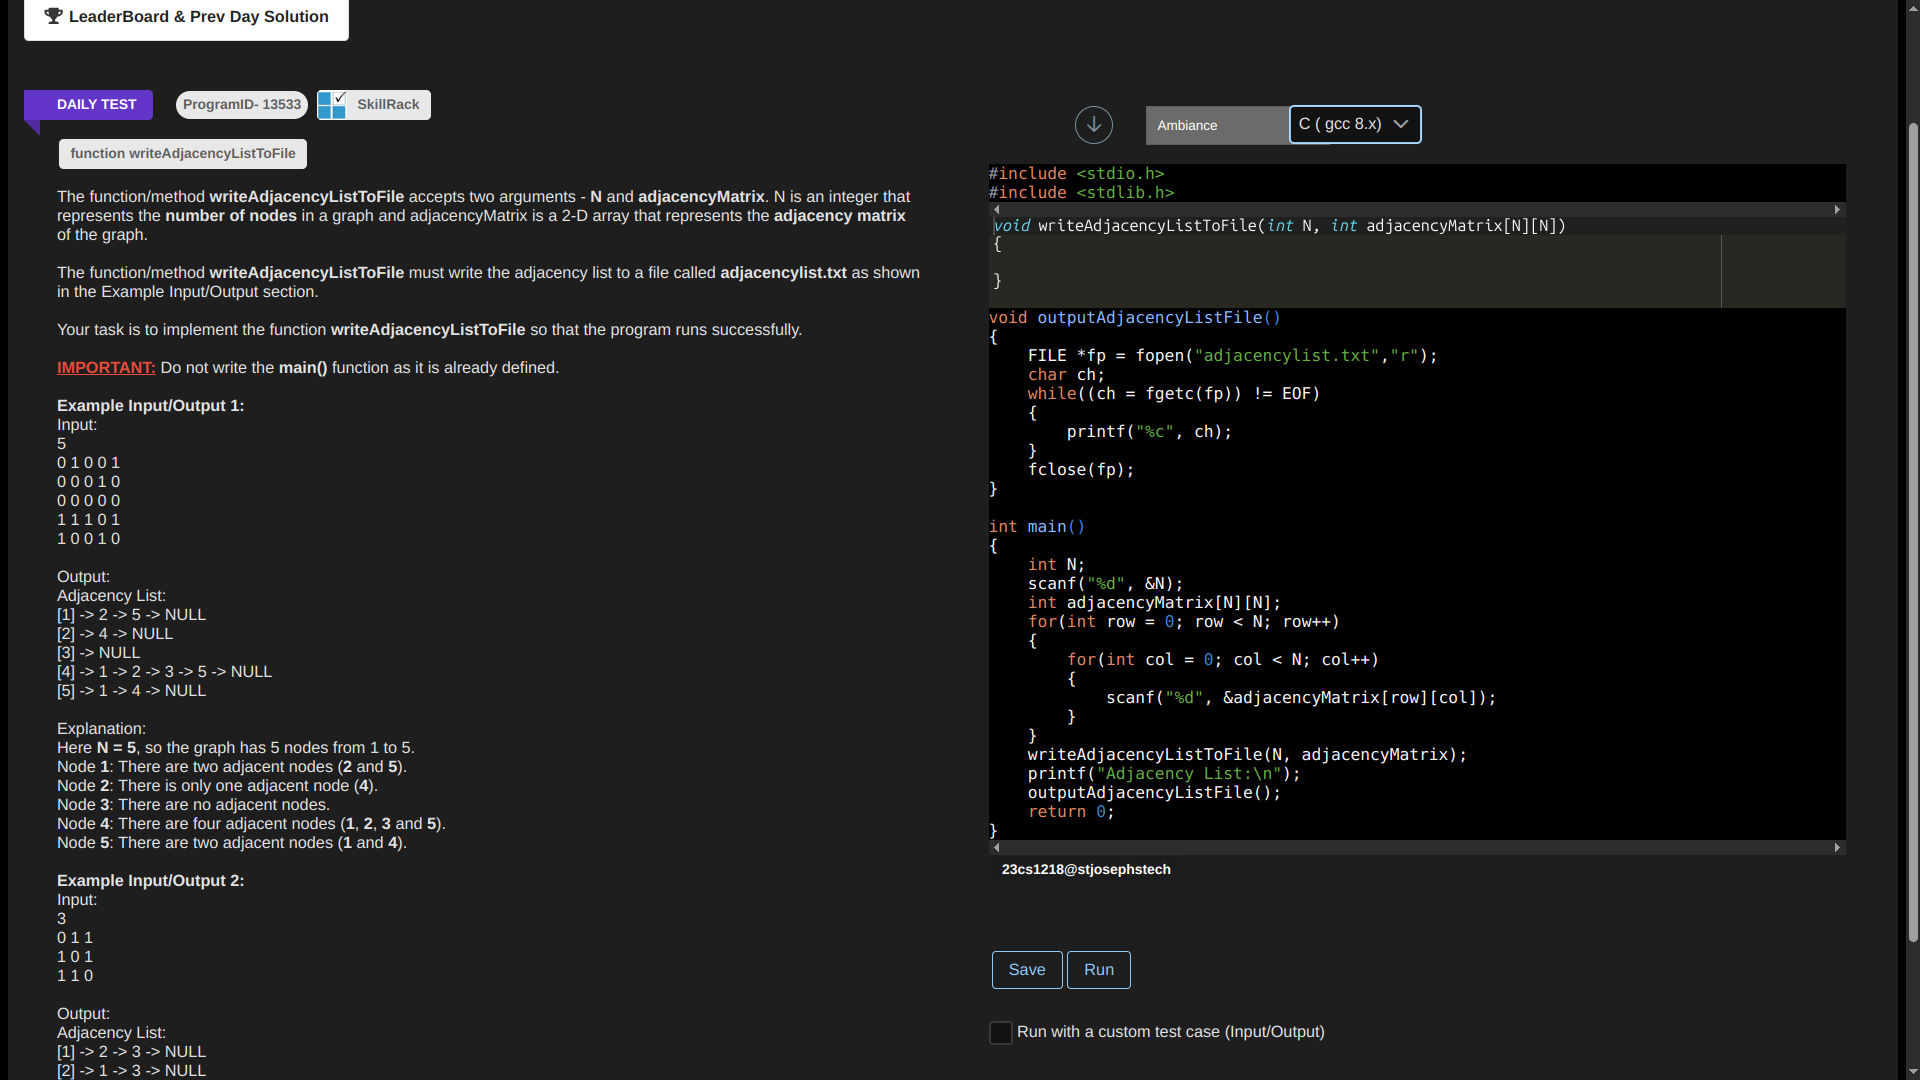 LeaderBoard & Prev Day Solution
DAILY TEST
ProgramID- 13533
SkillRack
function writeAdjacencyListToFile
The function/method writeAdjacencyListToFile accepts two arguments - N and adjacencyMatrix. N is an integer that
represents the number of nodes in a graph and adjacencyMatrix is a 2-D array that represents the adjacency matrix
of the graph.
The function/method writeAdjacencyListToFile must write the adjacency list to a file called adjacencylist.txt as shown
in the Example Input/Output section.
Your task is to implement the function writeAdjacencyListToFile so that the program runs successfully.
IMPORTANT: Do not write the main() function as it is already defined.
Example Input/Output 1:
Input:
5
0 1 0 0 1
0 0 0 1 0
0 0 0 0 0
1 1 1 0 1
1 0 0 1 0
Output:
Adjacency List:
[1] -> 2 -> 5 -> NULL
[2] -> 4 -> NULL
[3] -> NULL
[4] -> 1 -> 2 -> 3 -> 5 -> NULL
[5] -> 1 -> 4 -> NULL
Explanation:
Here N = 5, so the graph has 5 nodes from 1 to 5.
Node 1: There are two adjacent nodes (2 and 5).
Node 2: There is only one adjacent node (4).
Node 3: There are no adjacent nodes.
Node 4: There are four adjacent nodes (1, 2, 3 and 5).
Node 5: There are two adjacent nodes (1 and 4).
Example Input/Output 2:
Input:
3
0 1 1
1 0 1
1 1 0
Output:
Adjacency List:
[1] -> 2 -> 3 -> NULL
[2] -> 1 -> 3 -> NULL
Ambiance
C ( gcc 8.x)
#include <stdio.h>
#include <stdlib.h>
void writeAdjacencyListToFile(int N, int adjacencyMatrix[N][N])
{
}
void outputAdjacencyListFile()
{
    FILE *fp = fopen("adjacencylist.txt","r");
    char ch;
    while((ch = fgetc(fp)) != EOF)
    {
        printf("%c", ch);
    }
    fclose(fp);
}
int main()
{
    int N;
    scanf("%d", &N);
    int adjacencyMatrix[N][N];
    for(int row = 0; row < N; row++)
    {
        for(int col = 0; col < N; col++)
        {
            scanf("%d", &adjacencyMatrix[row][col]);
        }
    }
    writeAdjacencyListToFile(N, adjacencyMatrix);
    printf("Adjacency List:\n");
    outputAdjacencyListFile();
    return 0;
}
23cs1218@stjosephstech
Save
Run
Run with a custom test case (Input/Output)